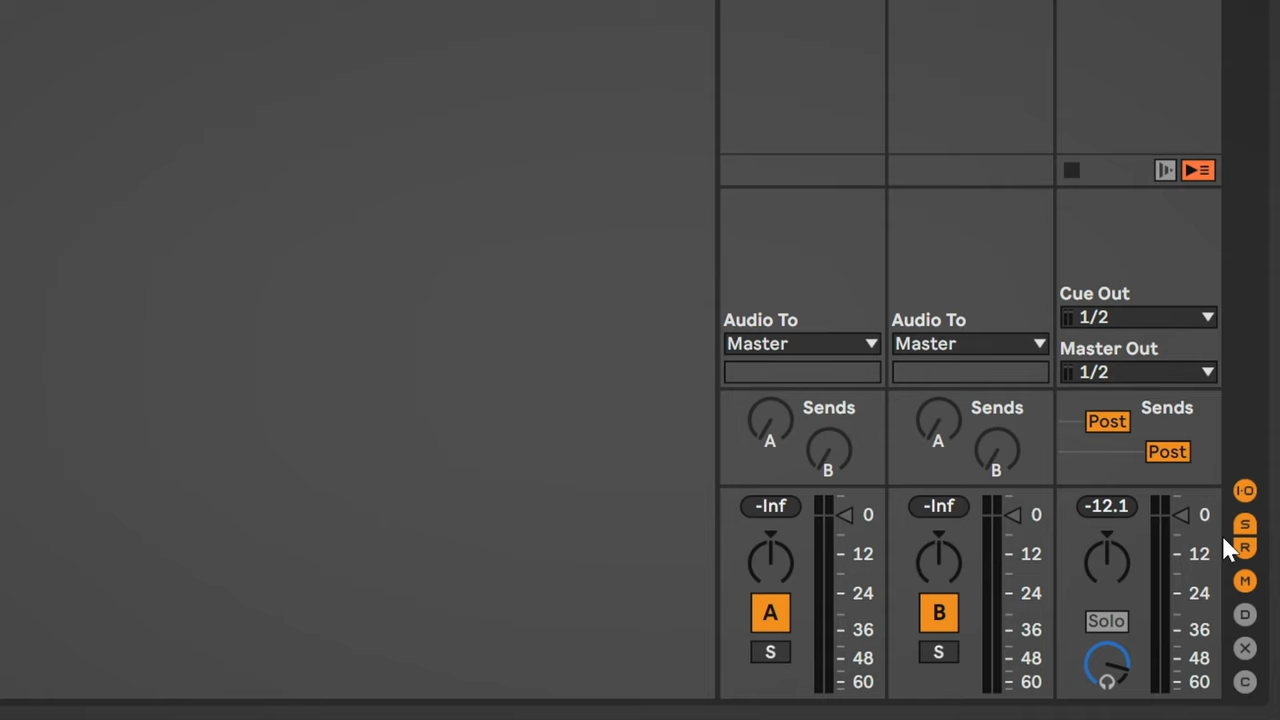 Cue Out
1/2
Audio To
Audio To
Master Out
Master
Master
1/2
Sends
Sends
Sends
A
A
Post
B
B
Post
I·O
-Inf
0
-Inf
0
-12.1
0
S
R
12
12
12
M
24
24
24
A
B
Solo
D
36
36
36
S
S
X
48
48
48
60
60
60
C